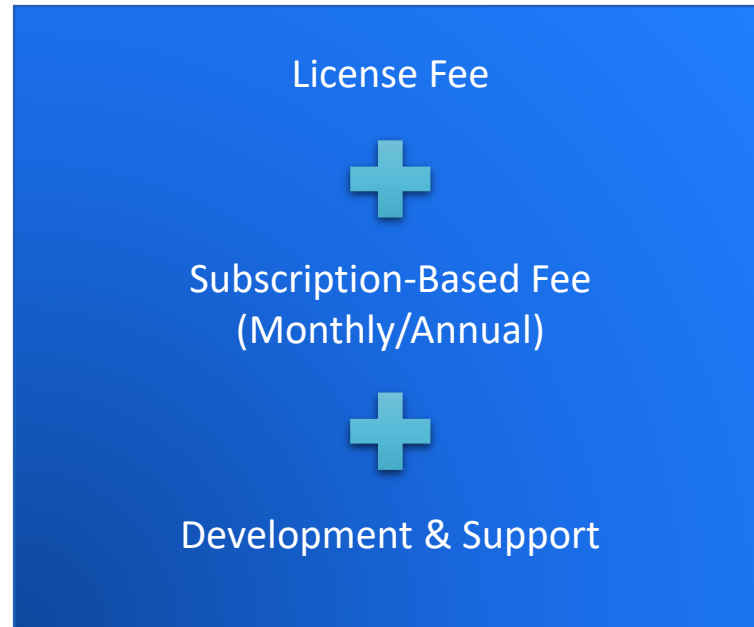 License Fee
Subscription-Based Fee
(Monthly/Annual)
Development & Support